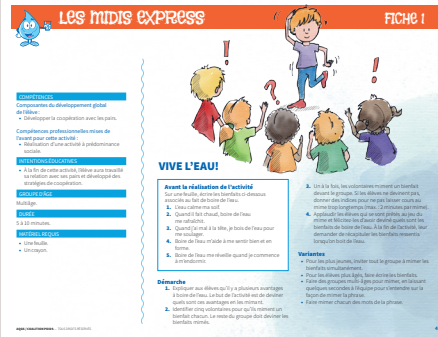 LES MIDIS EXPRESS
FICHE 1
COMPÉTENCES
Composantes du développement global
de l'élève :
• Développer la coopération avec les pairs.
Compétences professionnelles mises de
l'avant pour cette activité :
• Réalisation d'une activité à prédominance
sociale.
INTENTIONS ÉDUCATIVES
• À la fin de cette activité, l'élève aura travaillé
sa relation avec ses pairs et développé des
stratégies de coopération.
GROUPE D'ÂGE
Multiâge.
DURÉE
5 à 10 minutes.
MATÉRIEL REQUIS
• Une feuille.
• Un crayon.
VIVE L'EAU!
Avant la réalisation de l'activité
Sur une feuille, écrire les bienfaits ci-dessous
associés au fait de boire de l'eau.
1. L'eau calme ma soif.
2. Quand il fait chaud, boire de l'eau
me rafraîchit.
3. Quand j'ai mal à la tête, je bois de l'eau pour
me soulager.
4. Boire de l'eau m'aide à me sentir bien et en
forme.
5. Boire de l'eau me réveille quand je commence
à m'endormir.
Démarche
1. Expliquer aux élèves qu'il y a plusieurs avantages
à boire de l'eau. Le but de l'activité est de deviner
quels sont ces avantages en les mimant.
2. Identifier cinq volontaires pour qu'ils miment un
bienfait chacun. Le reste du groupe doit deviner les
bienfaits mimés.
3. Un à la fois, les volontaires miment un bienfait
devant le groupe. Si les élèves ne devinent pas,
donner des indices pour ne pas laisser cours au
mime trop longtemps (max. : 2 minutes par mime).
4. Applaudir les élèves qui se sont prêtés au jeu du
mime et féliciter les d'avoir deviné quels sont les
bienfaits de boire de l'eau. À la fin de l'activité, leur
demander de récapituler les bienfaits ressentis
lorsqu'on boit de l'eau.
Variantes
• Pour les plus jeunes, inviter tout le groupe à mimer les
bienfaits simultanément.
• Pour les élèves plus âgés, faire écrire les bienfaits.
• Faire des groupes multi-âges pour mimer, en laissant
quelques secondes à l'équipe pour s'entendre sur la
façon de mimer la phrase.
• Faire mimer chacun des mots de la phrase.